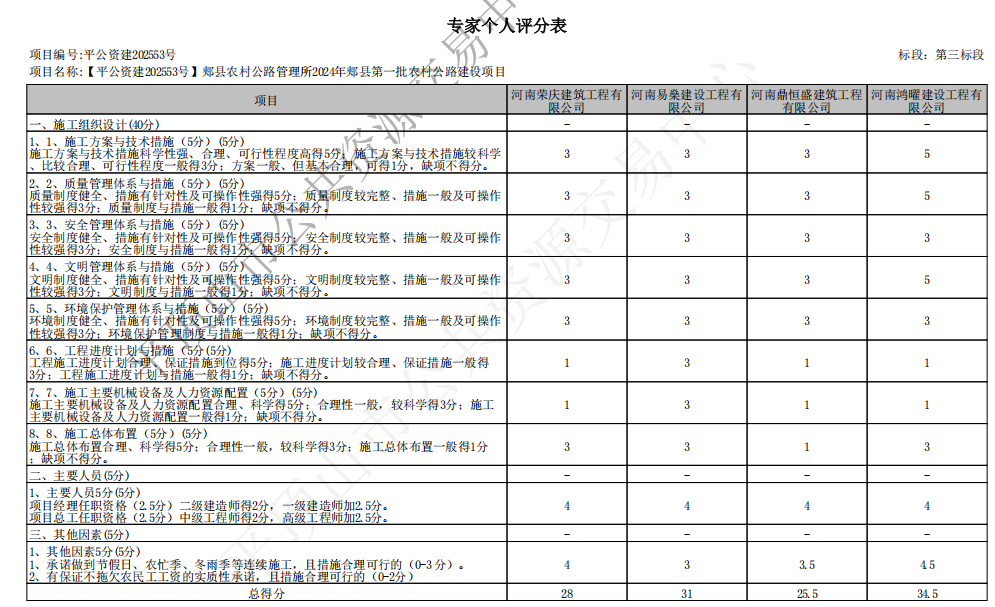 专家个人评分表
项目编号:平公资建202553号
标段：第三标段
项目名称:【平公资建202553号】郏县农村公路管理所2024年郏县第一批农村公路建设项目
项目 河南荣庆建筑工程有限公司 河南易燊建设工程有限公司 河南鼎恒盛建筑工程有限公司 河南鸿曜建设工程有限公司
一、施工组织设计(40分) – – – –
1、1、施工方案与技术措施（5分）(5分)
施工方案与技术措施科学性强、合理、可行性程度高得5分；施工方案与技术措施较科学
、比较合理、可行性程度一般得3分；方案一般、但基本合理、可得1分，缺项不得分。
3 3 3 5
2、2、质量管理体系与措施（5分）(5分)
质量制度健全、措施有针对性及可操作性强得5分；质量制度较完整、措施一般及可操作
性较强得3分；质量制度与措施一般得1分；缺项不得分。
3 3 3 5
3、3、安全管理体系与措施（5分）(5分)
安全制度健全、措施有针对性及可操作性强得5分；安全制度较完整、措施一般及可操作
性较强得3分；安全制度与措施一般得1分；缺项不得分。
3 3 3 3
4、4、文明管理体系与措施（5分）(5分)
文明制度健全、措施有针对性及可操作性强得5分；文明制度较完整、措施一般及可操作
性较强得3分；文明制度与措施一般得1分；缺项不得分。
3 3 3 5
5、5、环境保护管理体系与措施（5分）(5分)
环境制度健全、措施有针对性及可操作性强得5分；环境制度较完整、措施一般及可操作
性较强得3分；环境保护管理制度与措施一般得1分；缺项不得分。
3 3 3 3
6、6、工程进度计划与措施（5分(5分)
工程施工进度计划合理、保证措施到位得5分；施工进度计划较合理、保证措施一般得
3分；工程施工进度计划与措施一般得1分；缺项不得分。
1 3 1 1
7、7、施工主要机械设备及人力资源配置（5分）(5分)
施工主要机械设备及人力资源配置合理、科学得5分；合理性一般，较科学得3分；施工
主要机械设备及人力资源配置一般得1分；缺项不得分。
1 3 1 1
8、8、施工总体布置（5分）(5分)
施工总体布置合理、科学得5分；合理性一般，较科学得3分；施工总体布置一般得1分
；缺项不得分。
3 3 1 3
二、主要人员(5分) – – – –
1、主要人员5分(5分)
项目经理任职资格（2.5分）二级建造师得2分，一级建造师加2.5分。
项目总工任职资格（2.5分）中级工程师得2分，高级工程师加2.5分。
4 4 4 4
三、其他因素(5分) – – – –
1、其他因素5分(5分)
1、承诺做到节假日、农忙季、冬雨季等连续施工，且措施合理可行的（0-3分）。
2、有保证不拖欠农民工工资的实质性承诺，且措施合理可行的（0-2分）
4 3 3.5 4.5
总得分 28 31 25.5 34.5
平顶山市公共资源交易中心